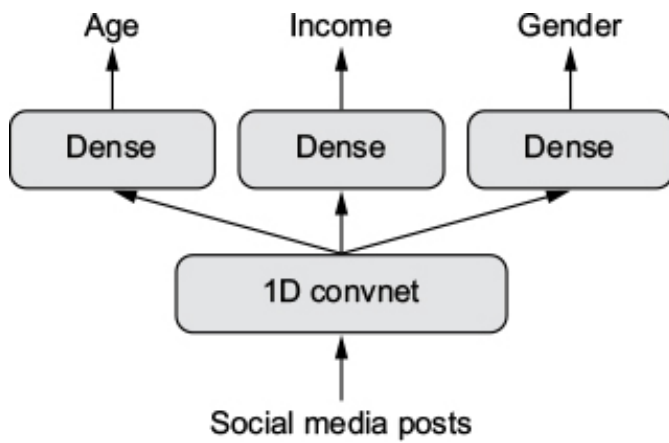 Age Income Gender
Dense Dense Dense
1D convnet
Social media posts